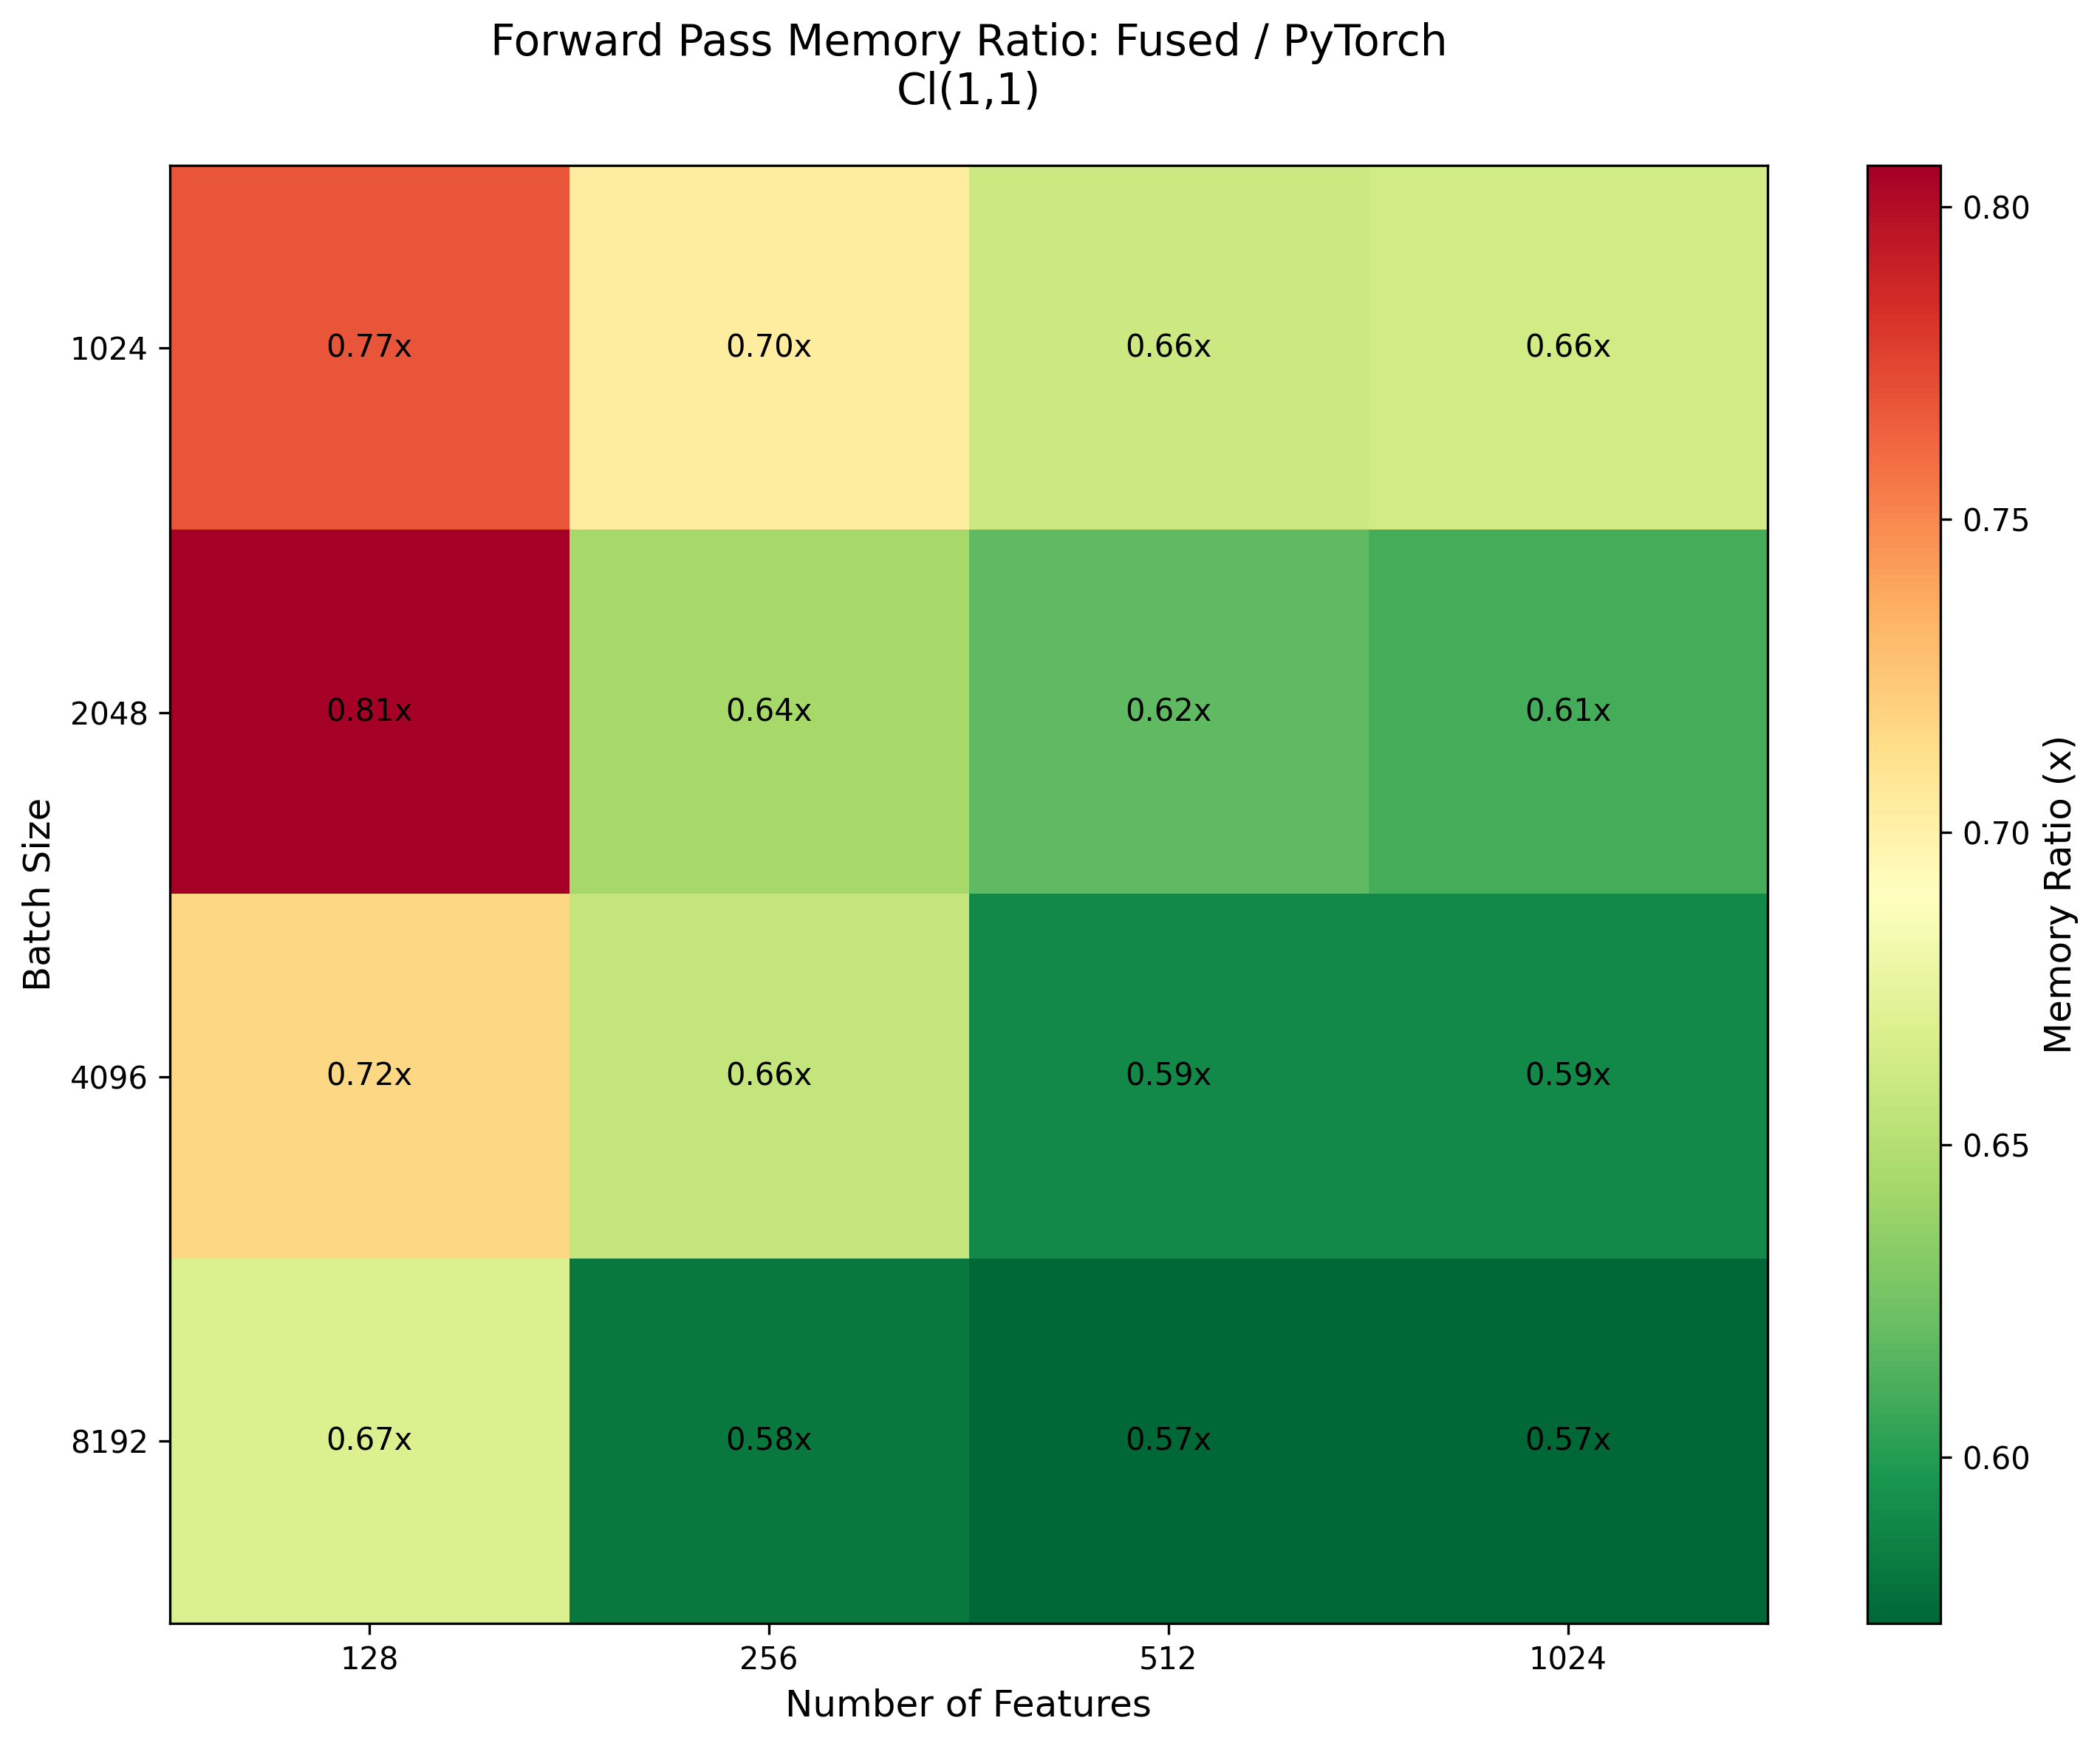 Forward Pass Memory Ratio: Fused / PyTorch
Cl(1,1)
Batch Size
1024
0.77x
0.70x
0.66x
0.66x
2048
0.81x
0.64x
0.62x
0.61x
4096
0.72x
0.66x
0.59x
0.59x
8192
0.67x
0.58x
0.57x
0.57x
128
256
512
1024
Number of Features
0.80
0.75
0.70
0.65
0.60
Memory Ratio (x)